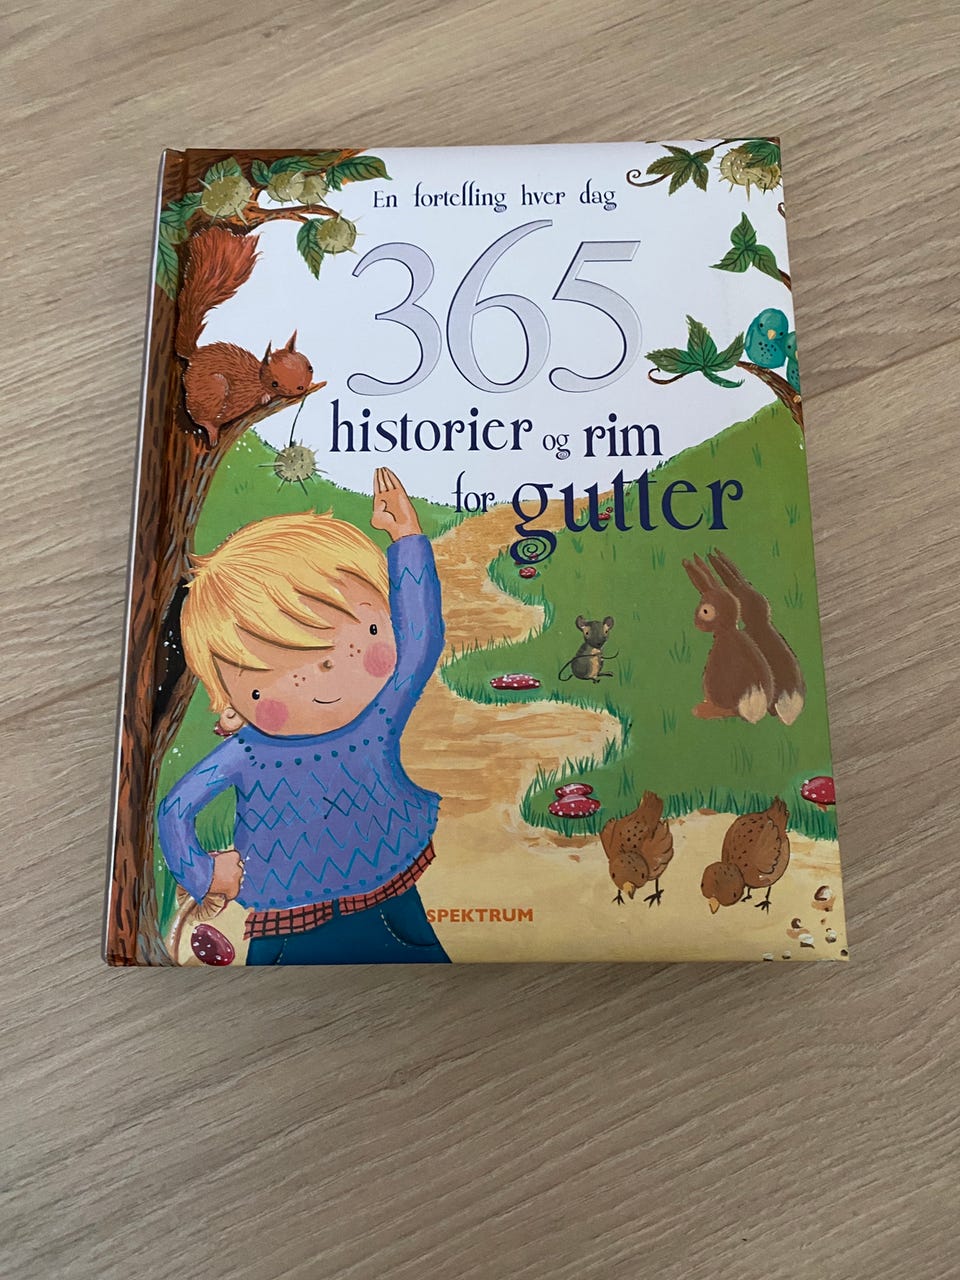 En fortelling hver dag
365
historier og rim
for gutter
SPEKTRUM